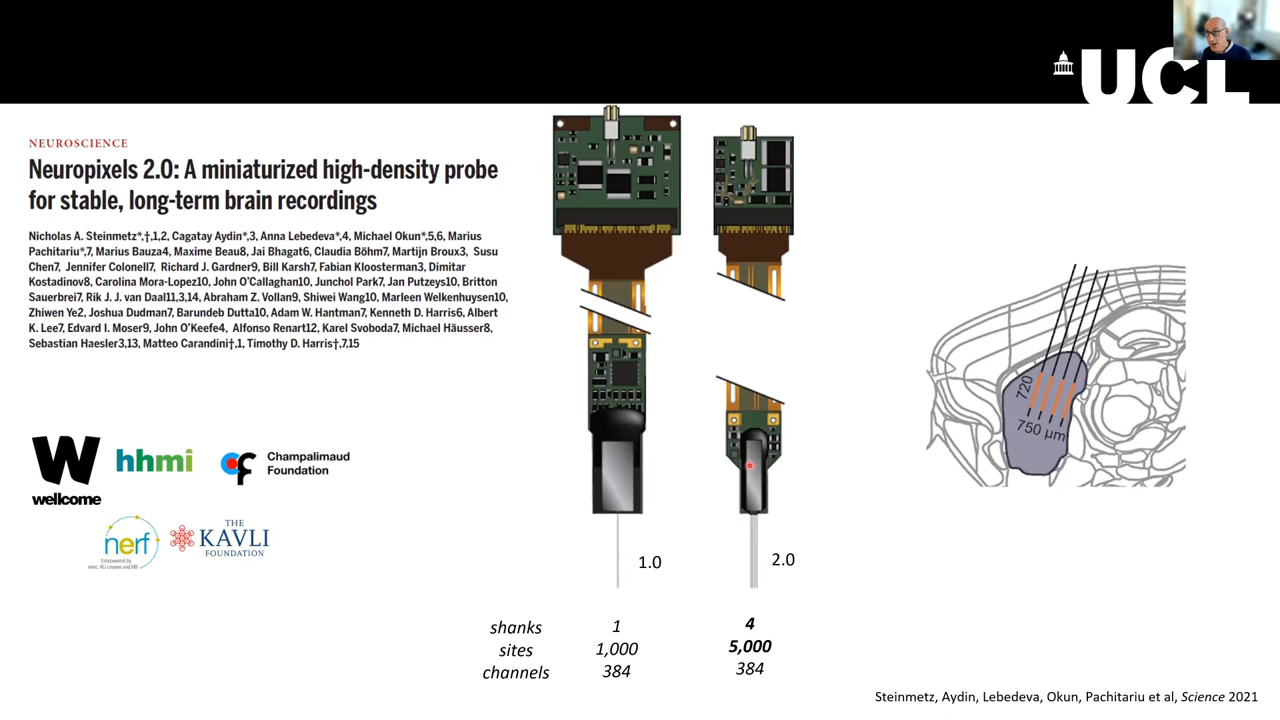 UCL
NEUROSCIENCE
Neuropixels 2.0: A miniaturized high-density probe
for stable, long-term brain recordings
Nicholas A. Steinmetz*,†,1,2, Cagatay Aydin*,3, Anna Lebedeva*,4, Michael Okun*,5,6, Marius
Pachitariu*,7, Marius Bauza4, Maxime Beau8, Jai Bhagat6, Claudia Böhm7, Martijn Broux3, Susu
Chen7, Jennifer Colonell7, Richard J. Gardner9, Bill Karsh7, Fabian Kloosterman3, Dimitar
Kostadinov8, Carolina Mora-Lopez10, John O'Callaghan10, Junchol Park7, Jan Putzeys10, Britton
Sauerbrei7, Rik J. J. van Daal11,3,14, Abraham Z. Vollan9, Shiwei Wang10, Marleen Welkenhuysen10,
Zhiwen Ye2, Joshua Dudman7, Barundeb Dutta10, Adam W. Hantman7, Kenneth D. Harris6, Albert
K. Lee7, Edvard I. Moser9, John O'Keefe4, Alfonso Renart12, Karel Svoboda7, Michael Häusser8,
Sebastian Haesler3,13, Matteo Carandini†,1, Timothy D. Harris†,7,15
wellcome
hhmi
Champalimaud
Foundation
nerf
Empowered by
imec, KU Leuven and VIB
THE
KAVLI
FOUNDATION
1.0
2.0
720
750 µm
shanks 1 4
sites 1,000 5,000
channels 384 384
Steinmetz, Aydin, Lebedeva, Okun, Pachitariu et al, Science 2021